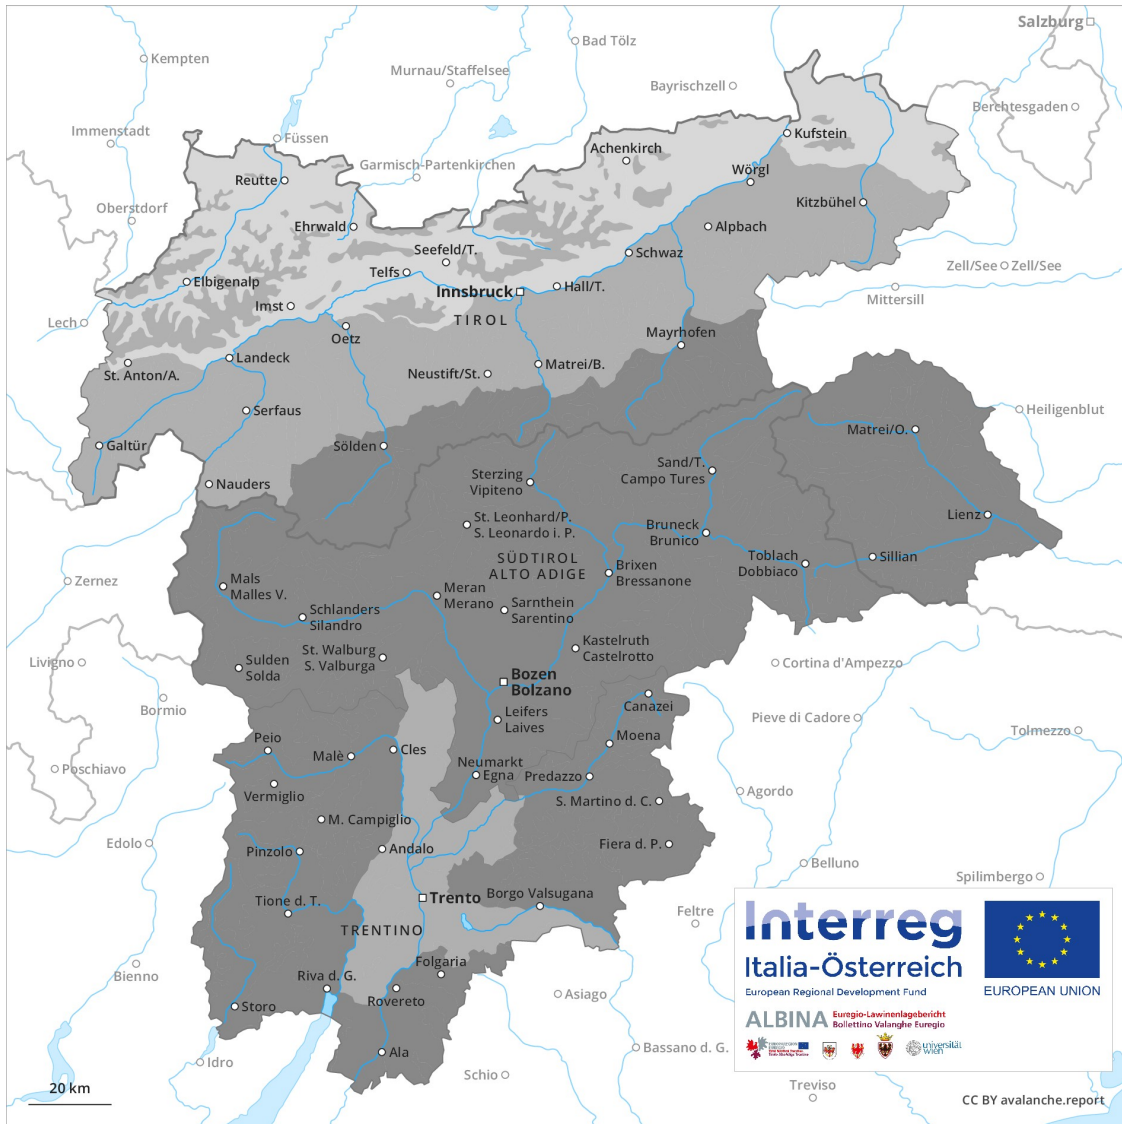 Salzburg
Bad Tölz
Kempten
Murnau/Staffelsee
Bayrischzell
Berchtesgaden
Immenstadt
Füssen
Kufstein
Achenkirch
Garmisch-Partenkirchen
Wörgl
Reutte
Oberstdorf
Kitzbühel
Ehrwald
Alpbach
Seefeld/T.
Schwaz
Telfs
Zell/See
Zell/See
Elbigenalp
Hall/T.
Innsbruck
Mittersill
Imst
Lech
TIROL
Oetz
Mayrhofen
Landeck
Matrei/B.
St. Anton/A.
Neustift/St.
Serfaus
Heiligenblut
Matrei/O.
Galtür
Sölden
Sand/T.
Campo Tures
Sterzing
Vipiteno
Nauders
Lienz
St. Leonhard/P.
S. Leonardo i. P.
Bruneck
Brunico
SÜDTIROL
ALTO ADIGE
Toblach
Dobbiaco
Sillian
Brixen
Bressanone
Zernez
Mals
Malles V.
Meran
Merano
Sarnthein
Sarentino
Schlanders
Silandro
Kastelruth
Castelrotto
St. Walburg
S. Valburga
Livigno
Sulden
Solda
Cortina d'Ampezzo
Bozen
Bolzano
Bormio
Canazei
Leifers
Laives
Pieve di Cadore
Tolmezzo
Peio
Moena
Malè
Cles
Poschiavo
Neumarkt
Egna
Predazzo
Vermiglio
Agordo
S. Martino d. C.
M. Campiglio
Edolo
Pinzolo
Andalo
Fiera d. P.
Belluno
Spilimbergo
Borgo Valsugana
Tione d. T.
Trento
Feltre
TRENTINO
Interreg
Italia-Österreich
European Regional Development Fund
EUROPEAN UNION
Bienno
Folgaria
Riva d. G.
Rovereto
Asiago
Storo
ALBINA
Euregio-Lawinenlagebericht
Bollettino Valanghe Euregio
universität
wien
Ala
Idro
Bassano d. G.
Schio
20 km
Treviso
CC BY avalanche.report